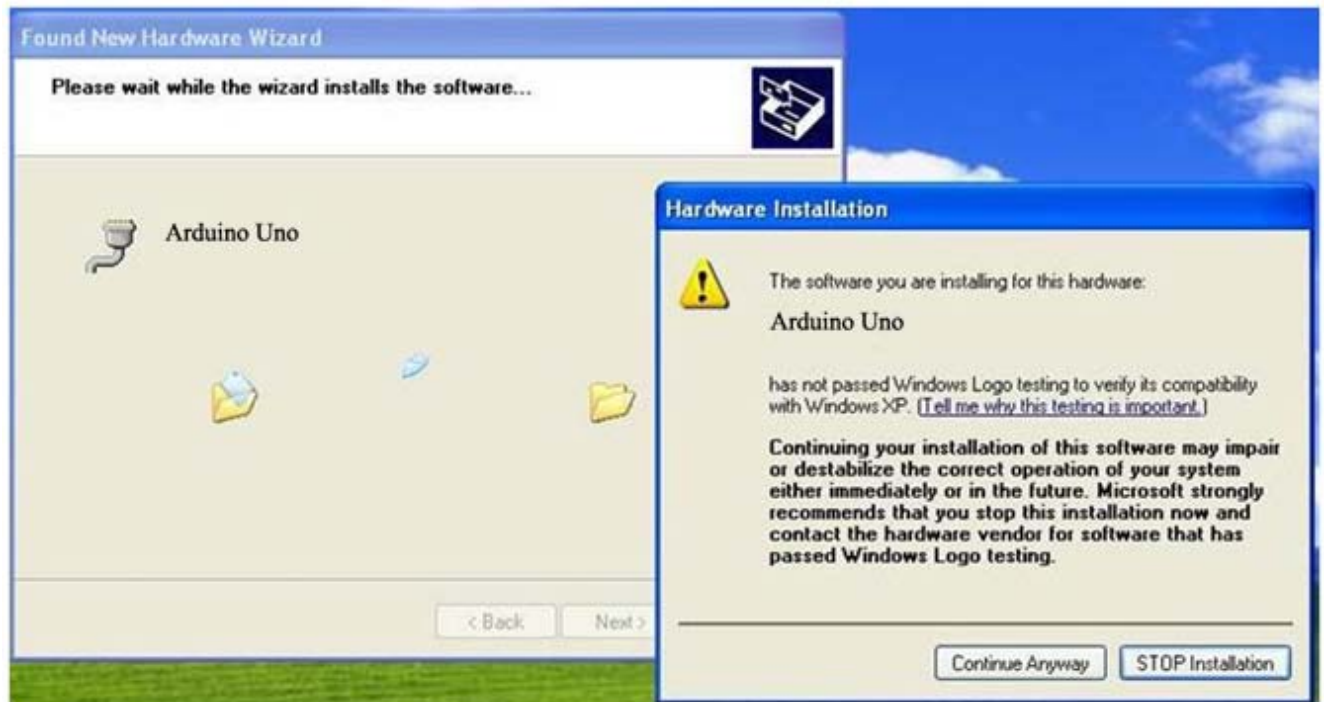 Found New Hardware Wizard
Please wait while the wizard installs the software...
Arduino Uno
< Back
Next >
Hardware Installation
The software you are installing for this hardware:
Arduino Uno
has not passed Windows Logo testing to verify its compatibility
with Windows XP. (Tell me why this testing is important.)
Continuing your installation of this software may impair
or destabilize the correct operation of your system
either immediately or in the future. Microsoft strongly
recommends that you stop this installation now and
contact the hardware vendor for software that has
passed Windows Logo testing.
Continue Anyway
STOP Installation